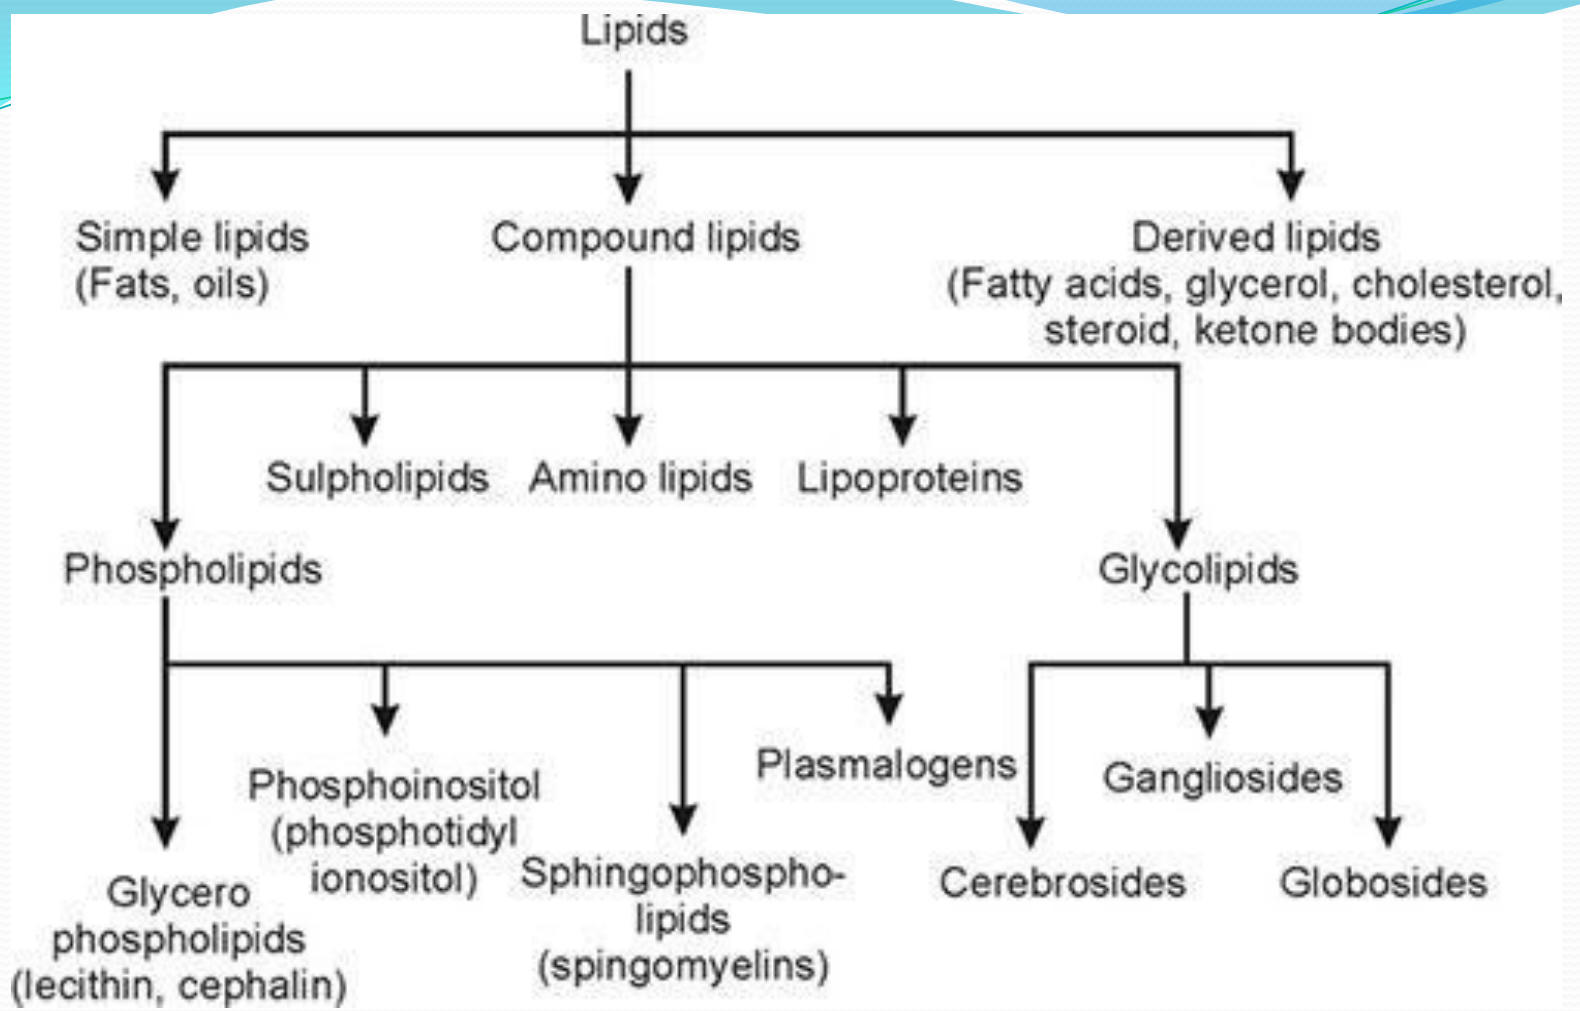 Lipids
Simple lipids
(Fats, oils)
Compound lipids
Derived lipids
(Fatty acids, glycerol, cholesterol,
steroid, ketone bodies)
Sulpholipids
Amino lipids
Lipoproteins
Phospholipids
Glycolipids
Glycero
phospholipids
(lecithin, cephalin)
Phosphoinositol
(phosphotidyl
ionositol)
Sphingophospho-
lipids
(spingomyelins)
Plasmalogens
Cerebrosides
Gangliosides
Globosides